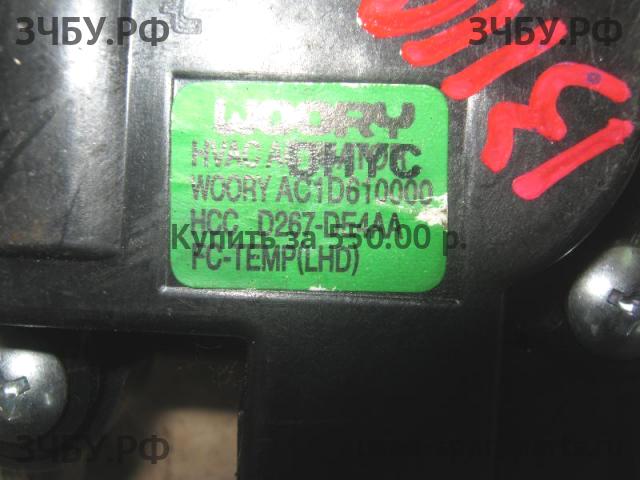 ЗЧБУ.РФ ЗЧБУ.РФ
WOORY
HVAC
OHYC
WOORY AC1D610000
HCC D267-DE4AA
Купить за 550.00 р.
FC-TEMP(LHD)
ЗЧБУ.РФ